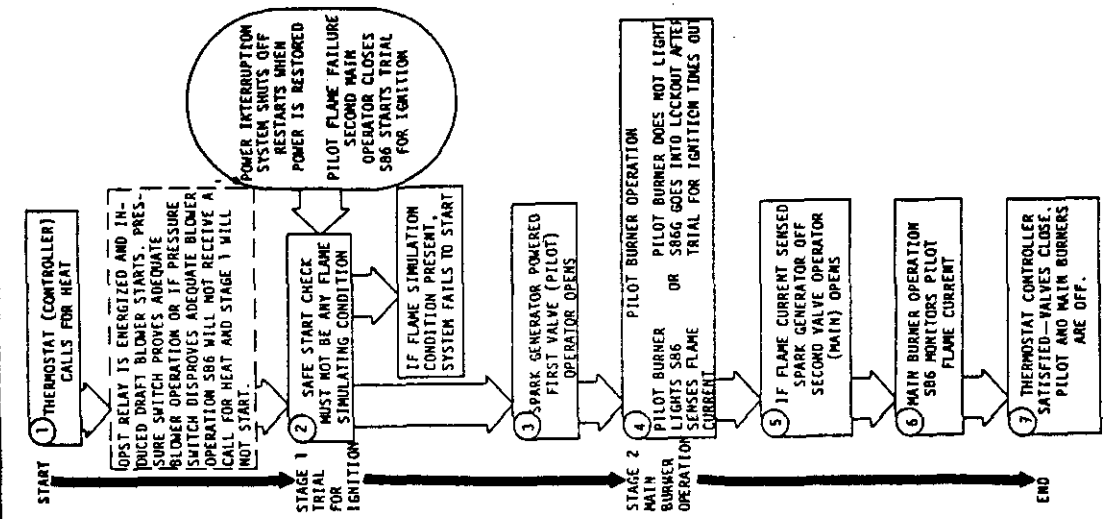 START
1 THERMOSTAT (CONTROLLER)
CALLS FOR HEAT
DPST RELAY IS ENERGIZED AND IN-
DUCED DRAFT BLOWER STARTS. PRES-
SURE SWITCH PROVES ADEQUATE
BLOWER OPERATION OR IF PRESSURE
SWITCH DISPROVES ADEQUATE BLOWER
OPERATION S86 WILL NOT RECEIVE A
CALL FOR HEAT AND STAGE 1 WILL
NOT START.
POWER INTERRUPTION
SYSTEM SHUTS OFF
RESTARTS WHEN
POWER IS RESTORED
PILOT FLAME FAILURE
SECOND MAIN
OPERATOR CLOSES
S86 STARTS TRIAL
FOR IGNITION
STAGE 1
TRIAL
FOR
IGNITION
2 SAFE START CHECK
MUST NOT BE ANY FLAME
SIMULATING CONDITION
IF FLAME SIMULATION
CONDITION PRESENT,
SYSTEM FAILS TO START
3 SPARK GENERATOR POWERED
FIRST VALVE (PILOT)
OPERATOR OPENS
STAGE 2
MAIN
BURNER
OPERATION
4 PILOT BURNER OPERATION
PILOT BURNER
LIGHTS S86
SENSES FLAME
CURRENT
OR
PILOT BURNER DOES NOT LIGHT
S86G GOES INTO LOCKOUT AFTER
TRIAL FOR IGNITION TIMES OUT
5 IF FLAME CURRENT SENSED
SPARK GENERATOR OFF
SECOND VALVE OPERATOR
(MAIN) OPENS
6 MAIN BURNER OPERATION
S86 MONITORS PILOT
FLAME CURRENT
7 THERMOSTAT CONTROLLER
SATISFIED—VALVES CLOSE,
PILOT AND MAIN BURNERS
ARE OFF.
END